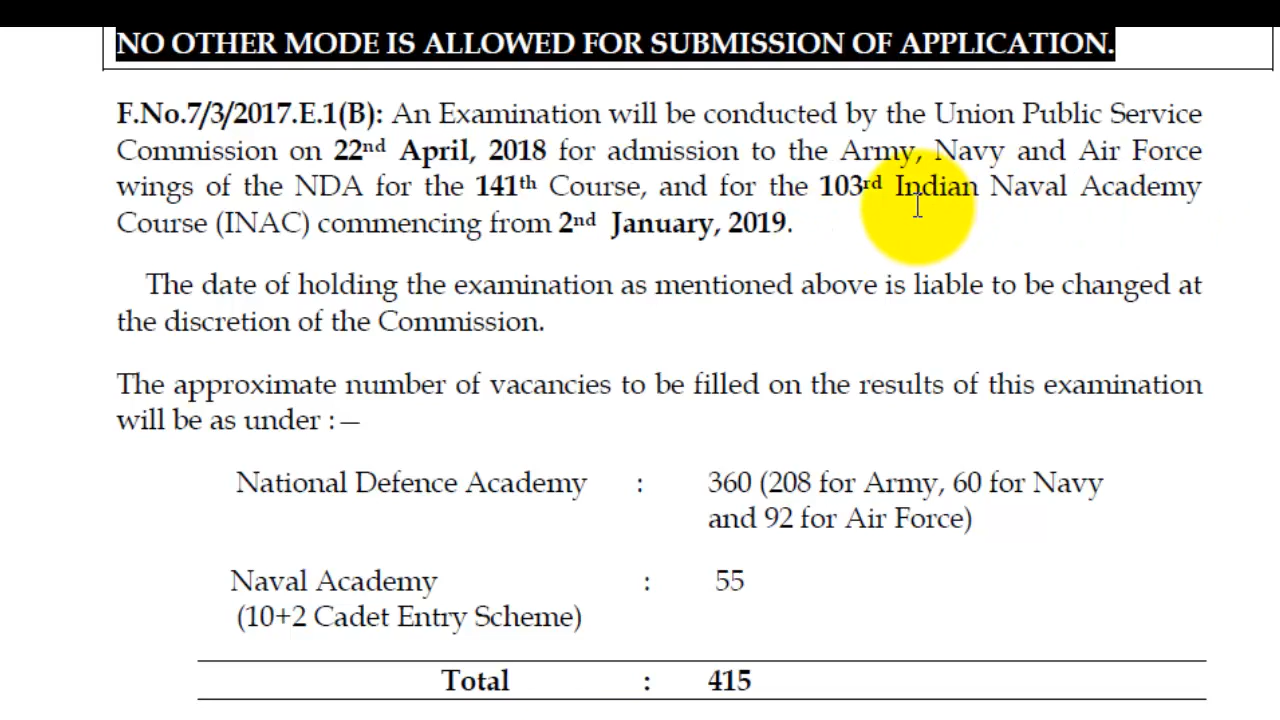 NO OTHER MODE IS ALLOWED FOR SUBMISSION OF APPLICATION.
F.No.7/3/2017.E.1(B): An Examination will be conducted by the Union Public Service
Commission on 22nd April, 2018 for admission to the Army, Navy and Air Force
wings of the NDA for the 141th Course, and for the 103rd Indian Naval Academy
Course (INAC) commencing from 2nd January, 2019.
The date of holding the examination as mentioned above is liable to be changed at
the discretion of the Commission.
The approximate number of vacancies to be filled on the results of this examination
will be as under :—
National Defence Academy : 360 (208 for Army, 60 for Navy
and 92 for Air Force)
Naval Academy : 55
(10+2 Cadet Entry Scheme)
Total : 415